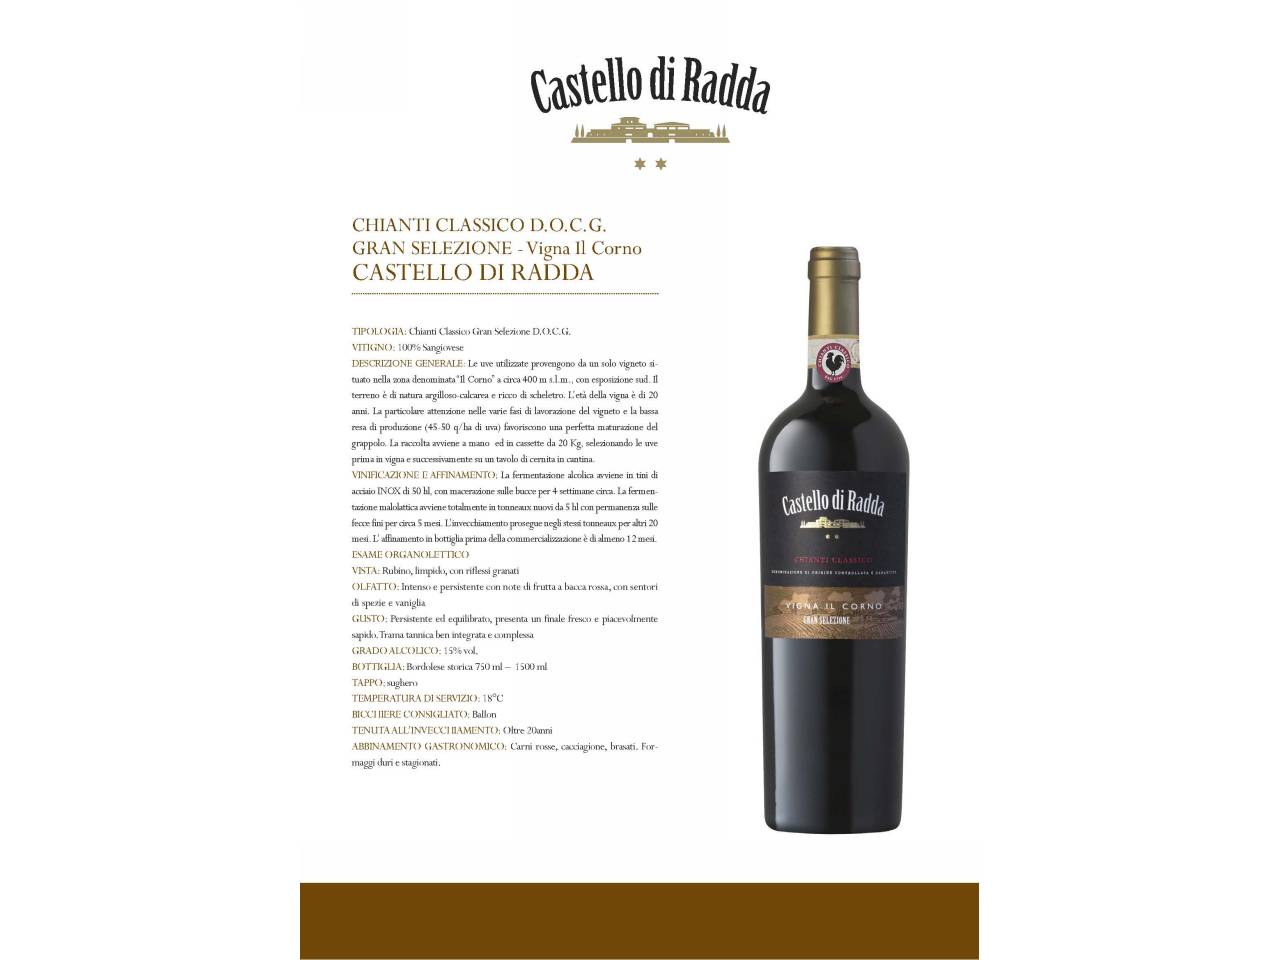 Castello di Radda
CHIANTI CLASSICO D.O.C.G.
GRAN SELEZIONE - Vigna Il Corno
CASTELLO DI RADDA
TIPOLOGIA: Chianti Classico Gran Selezione D.O.C.G.
VITIGNO: 100% Sangiovese
DESCRIZIONE GENERALE: Le uve utilizzate provengono da un solo vigneto si-
tuato nella zona denominata "Il Corno" a circa 400 m s.l.m., con esposizione sud. Il
terreno è di natura argilloso-calcarea e ricco di scheletro. L'età della vigna è di 20
anni. La particolare attenzione nelle varie fasi di lavorazione del vigneto e la bassa
resa di produzione (45-50 q/ha di uva) favoriscono una perfetta maturazione del
grappolo. La raccolta avviene a mano ed in cassette da 20 Kg, selezionando le uve
prima in vigna e successivamente su un tavolo di cernita in cantina.
VINIFICAZIONE E AFFINAMENTO: La fermentazione alcolica avviene in tini di
acciaio INOX di 50 hl, con macerazione sulle bucce per 4 settimane circa. La fermen-
tazione malolattica avviene totalmente in tonneaux nuovi da 5 hl con permanenza sulle
fecce fini per circa 5 mesi. L'invecchiamento prosegue negli stessi tonneaux per altri 20
mesi. L' affinamento in bottiglia prima della commercializzazione è di almeno 12 mesi.
ESAME ORGANOLETTICO
VISTA: Rubino, limpido, con riflessi granati
OLFATTO: Intenso e persistente con note di frutta a bacca rossa, con sentori
di spezie e vaniglia
GUSTO: Persistente ed equilibrato, presenta un finale fresco e piacevolmente
sapido. Trama tannica ben integrata e complessa
GRADO ALCOLICO: 15% vol.
BOTTIGLIA: Bordolese storica 750 ml – 1500 ml
TAPPO: sughero
TEMPERATURA DI SERVIZIO: 18°C
BICCHIERE CONSIGLIATO: Ballon
TENUTA ALL'INVECCHIAMENTO: Oltre 20anni
ABBINAMENTO GASTRONOMICO: Carni rosse, cacciagione, brasati. For-
maggi duri e stagionati.
CHIANTI CLASSICO
Castello di Radda
CHIANTI CLASSICO
DENOMINAZIONE DI ORIGINE CONTROLLATA E GARANTITA
VIGNA IL CORNO
GRAN SELEZIONE